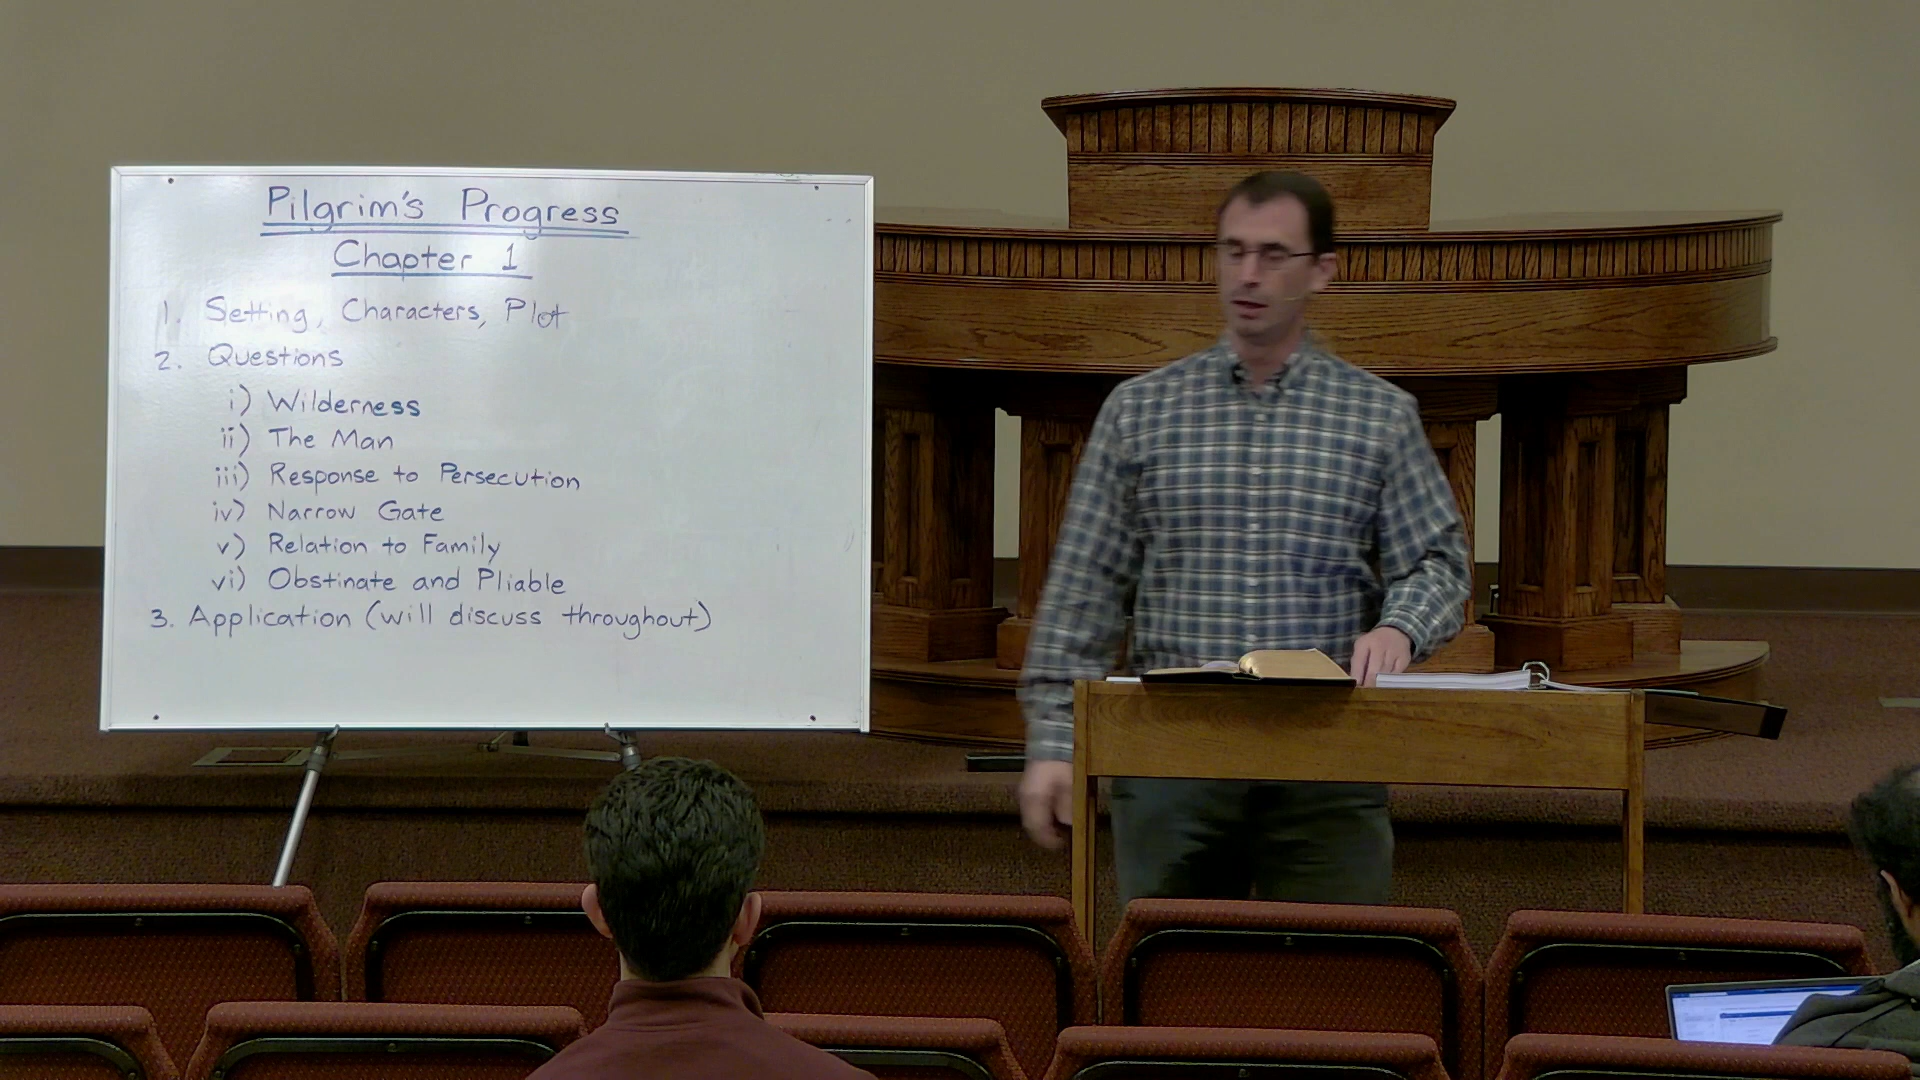 Pilgrim's Progress
Chapter 1
1. Setting, Characters, Plot
2. Questions
i) Wilderness
ii) The Man
iii) Response to Persecution
iv) Narrow Gate
v) Relation to Family
vi) Obstinate and Pliable
3. Application (will discuss throughout)